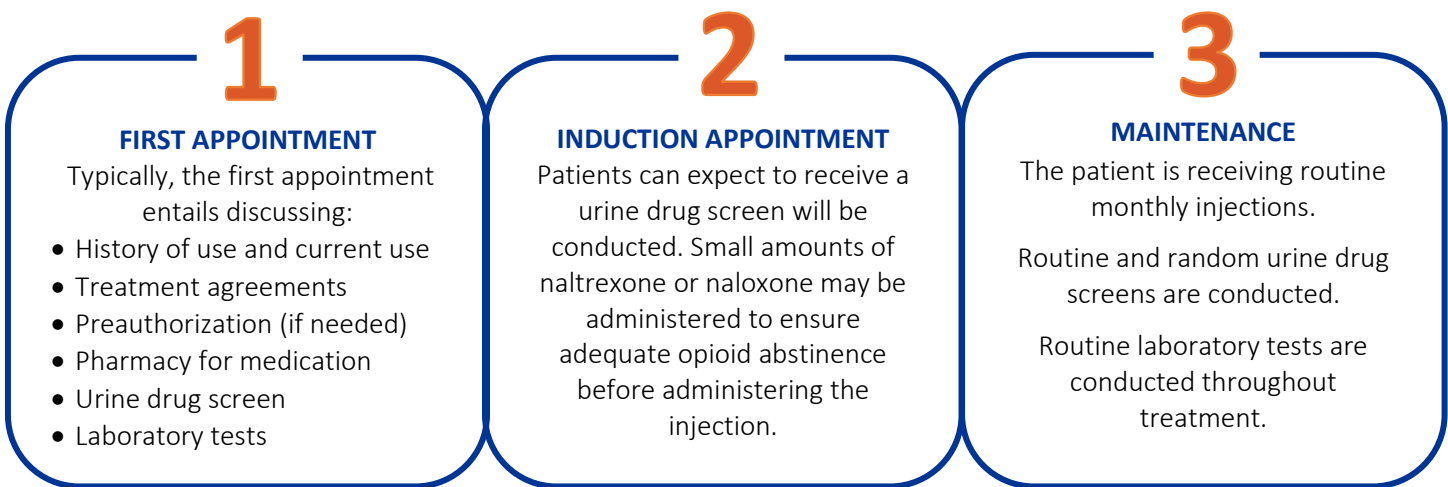 1
FIRST APPOINTMENT
Typically, the first appointment
entails discussing:
• History of use and current use
• Treatment agreements
• Preauthorization (if needed)
• Pharmacy for medication
• Urine drug screen
• Laboratory tests
2
INDUCTION APPOINTMENT
Patients can expect to receive a
urine drug screen will be
conducted. Small amounts of
naltrexone or naloxone may be
administered to ensure
adequate opioid abstinence
before administering the
injection.
3
MAINTENANCE
The patient is receiving routine
monthly injections.
Routine and random urine drug
screens are conducted.
Routine laboratory tests are
conducted throughout
treatment.